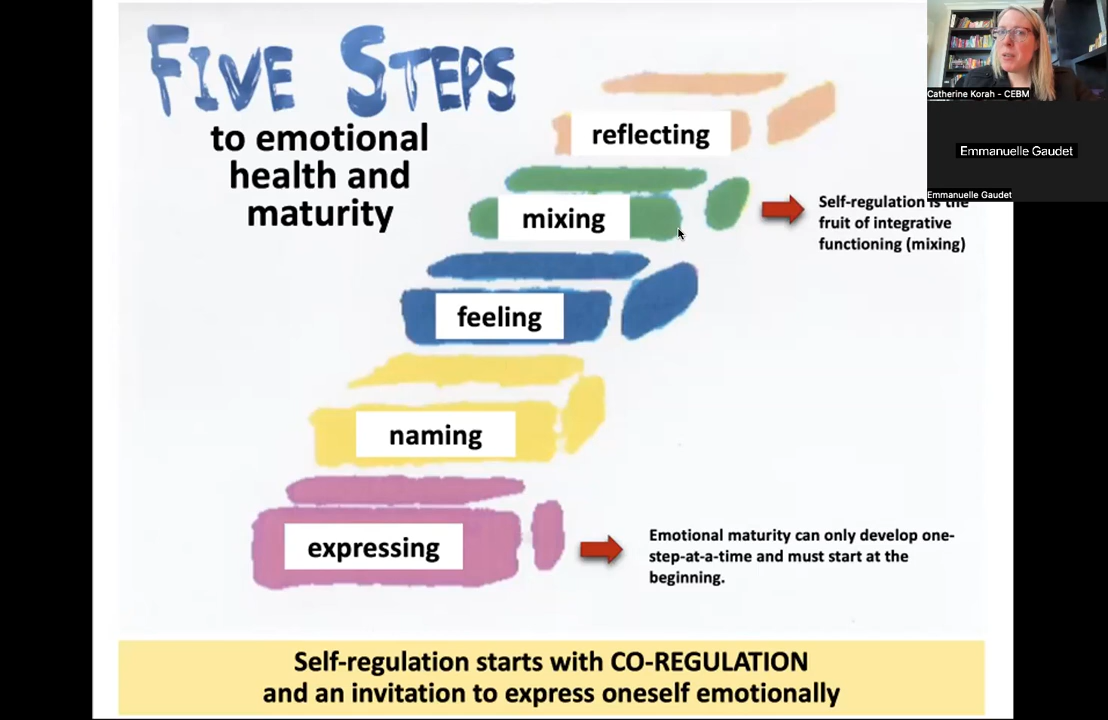 FIVE STEPS
to emotional
health and
maturity
reflecting
mixing
feeling
naming
expressing
Self-regulation is the
fruit of integrative
functioning (mixing)
Emotional maturity can only develop one-
step-at-a-time and must start at the
beginning.
Self-regulation starts with CO-REGULATION
and an invitation to express oneself emotionally
Catherine Korah - CEBM
Emmanuelle Gaudet
Emmanuelle Gaudet